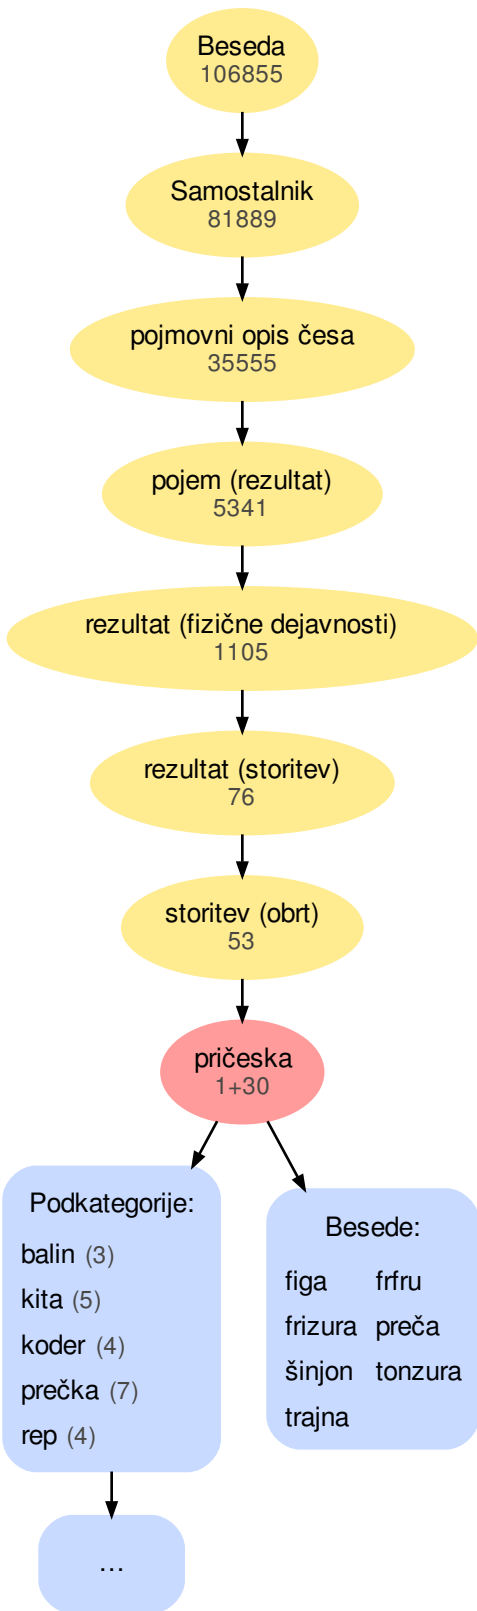 Beseda
106855
Samostalnik
81889
pojmovni opis česa
35555
pojem (rezultat)
5341
rezultat (fizične dejavnosti)
1105
rezultat (storitev)
76
storitev (obrt)
53
pričeska
1+30
Podkategorije:
balin (3)
kita (5)
koder (4)
prečka (7)
rep (4)
...
Besede:
figa frfru
frizura preča
šinjon tonzura
trajna